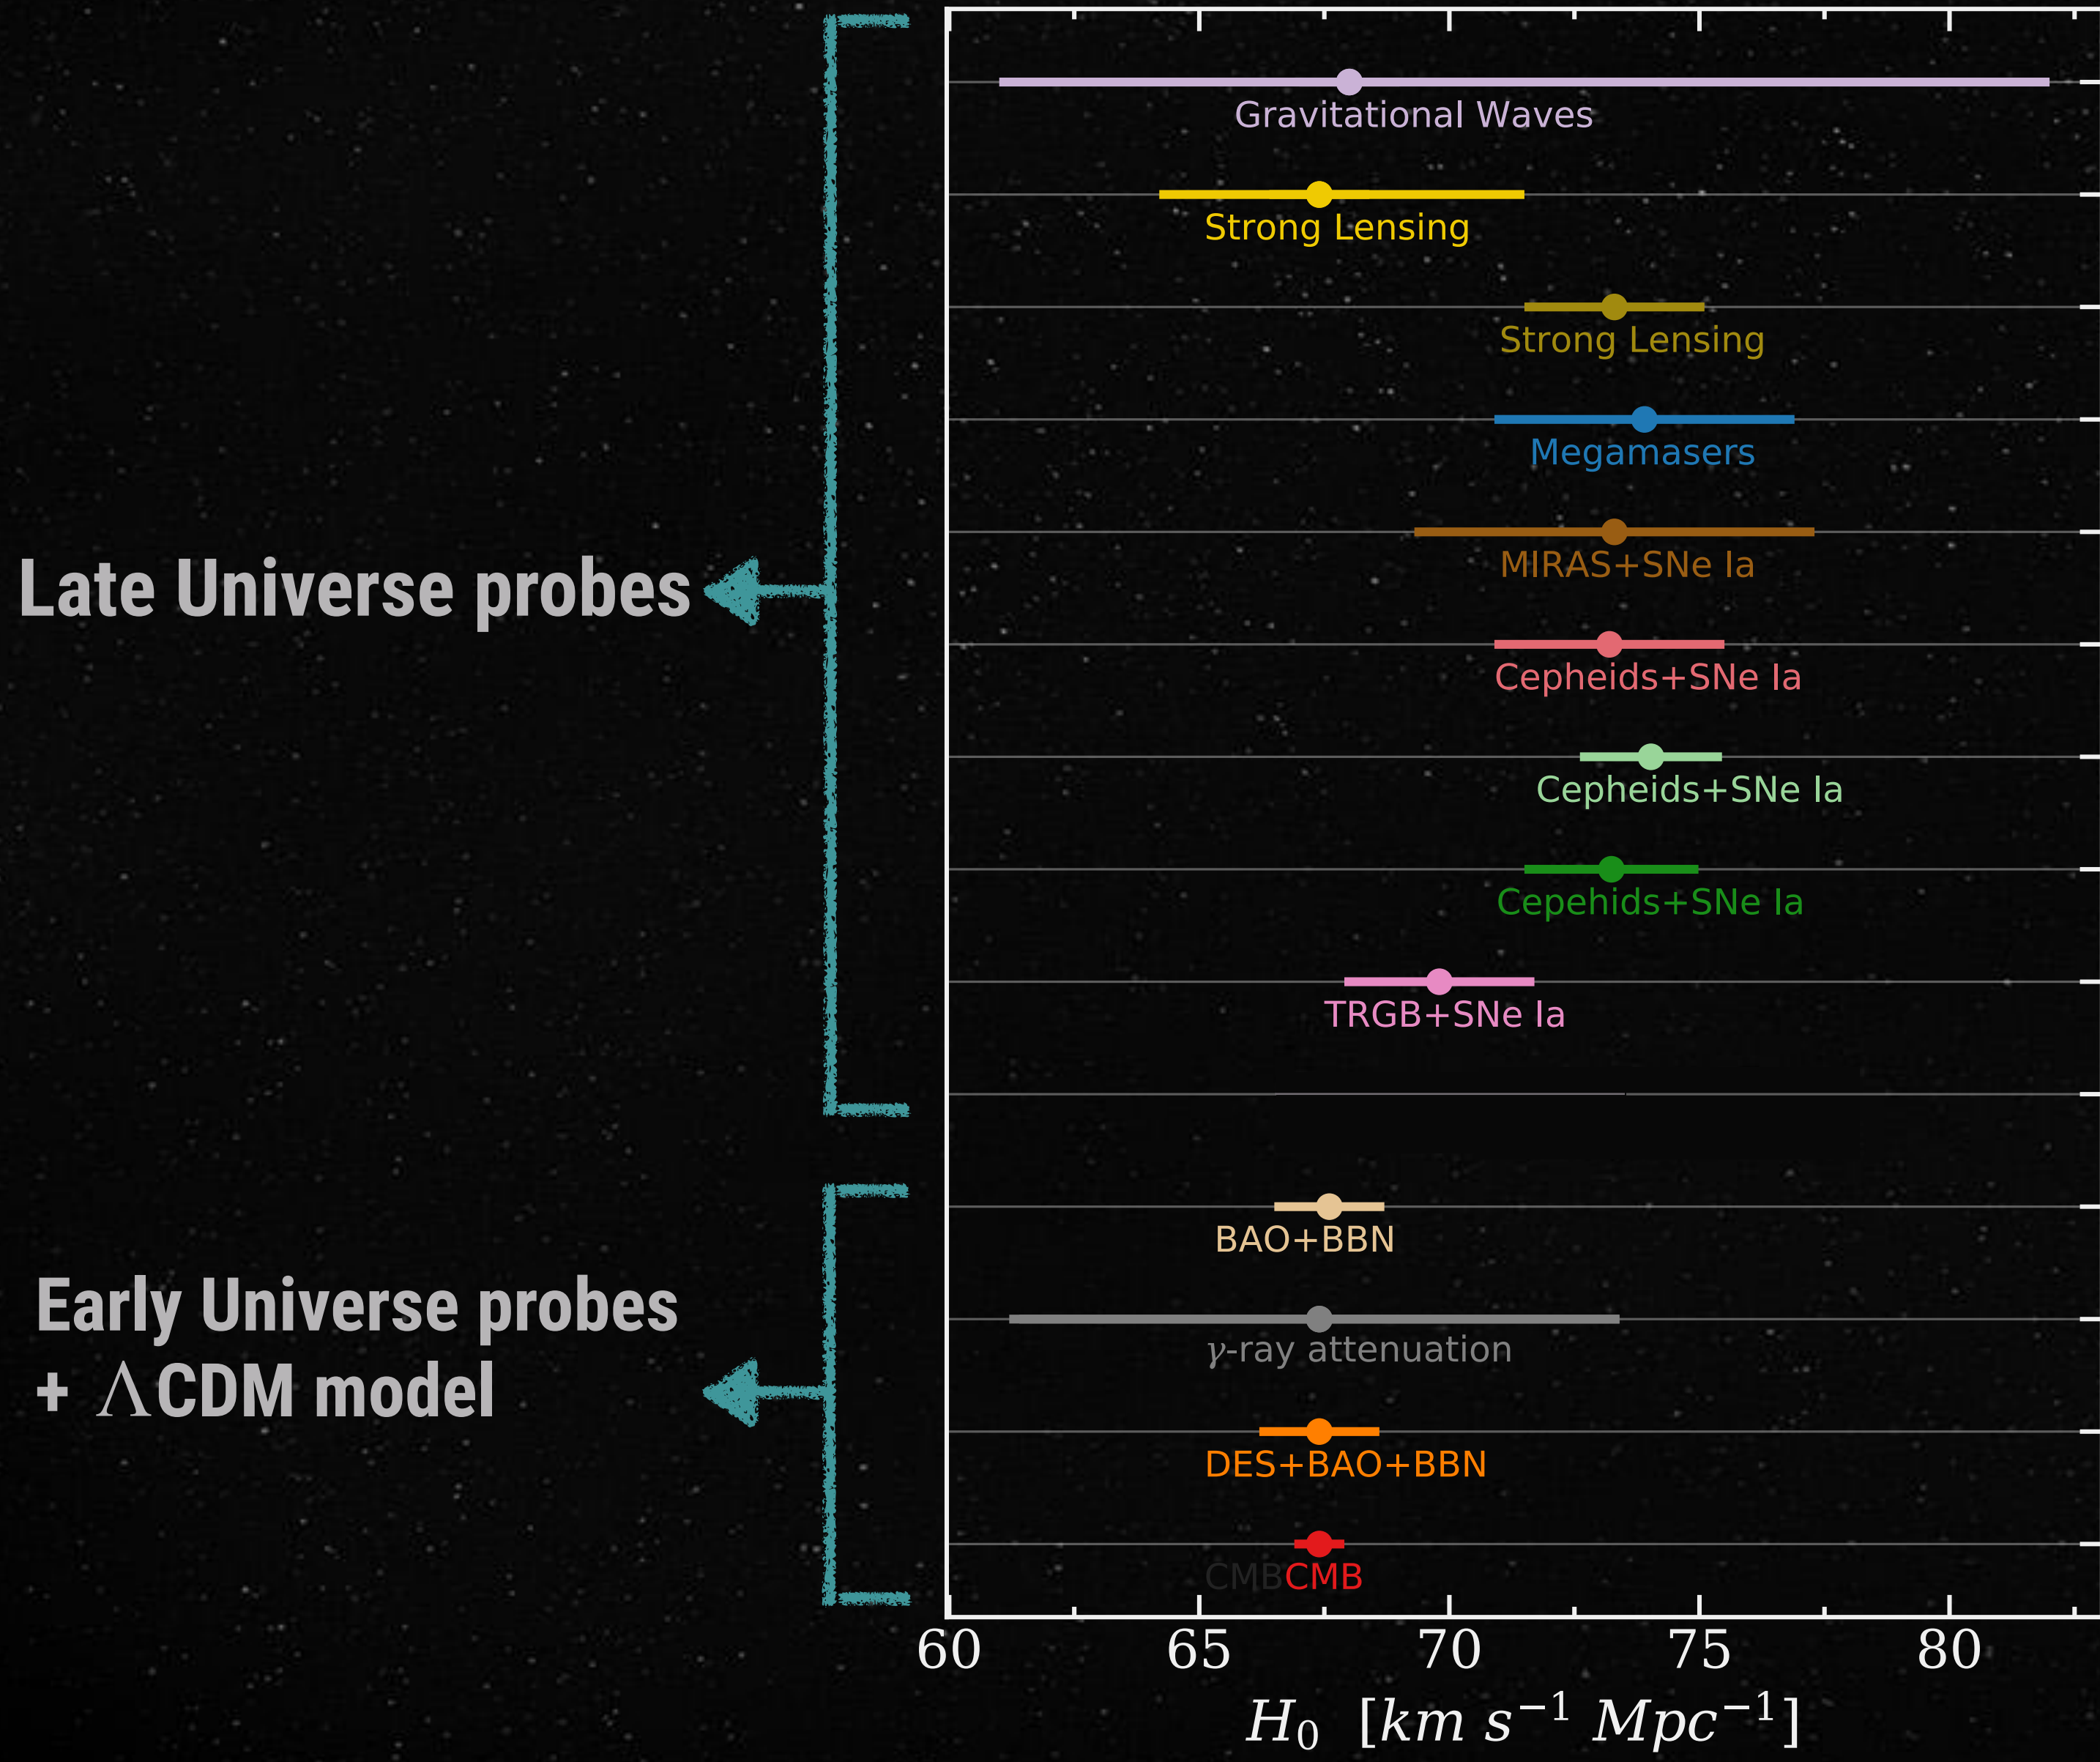 Gravitational Waves
Strong Lensing
Strong Lensing
Megamasers
Late Universe probes
MIRAS+SNe Ia
Cepheids+SNe Ia
Cepheids+SNe Ia
Cepehids+SNe Ia
TRGB+SNe Ia
BAO+BBN
Early Universe probes
+ ΛCDM model
γ-ray attenuation
DES+BAO+BBN
CMB CMB
60 65 70 75 80
H₀ [km s⁻¹ Mpc⁻¹]